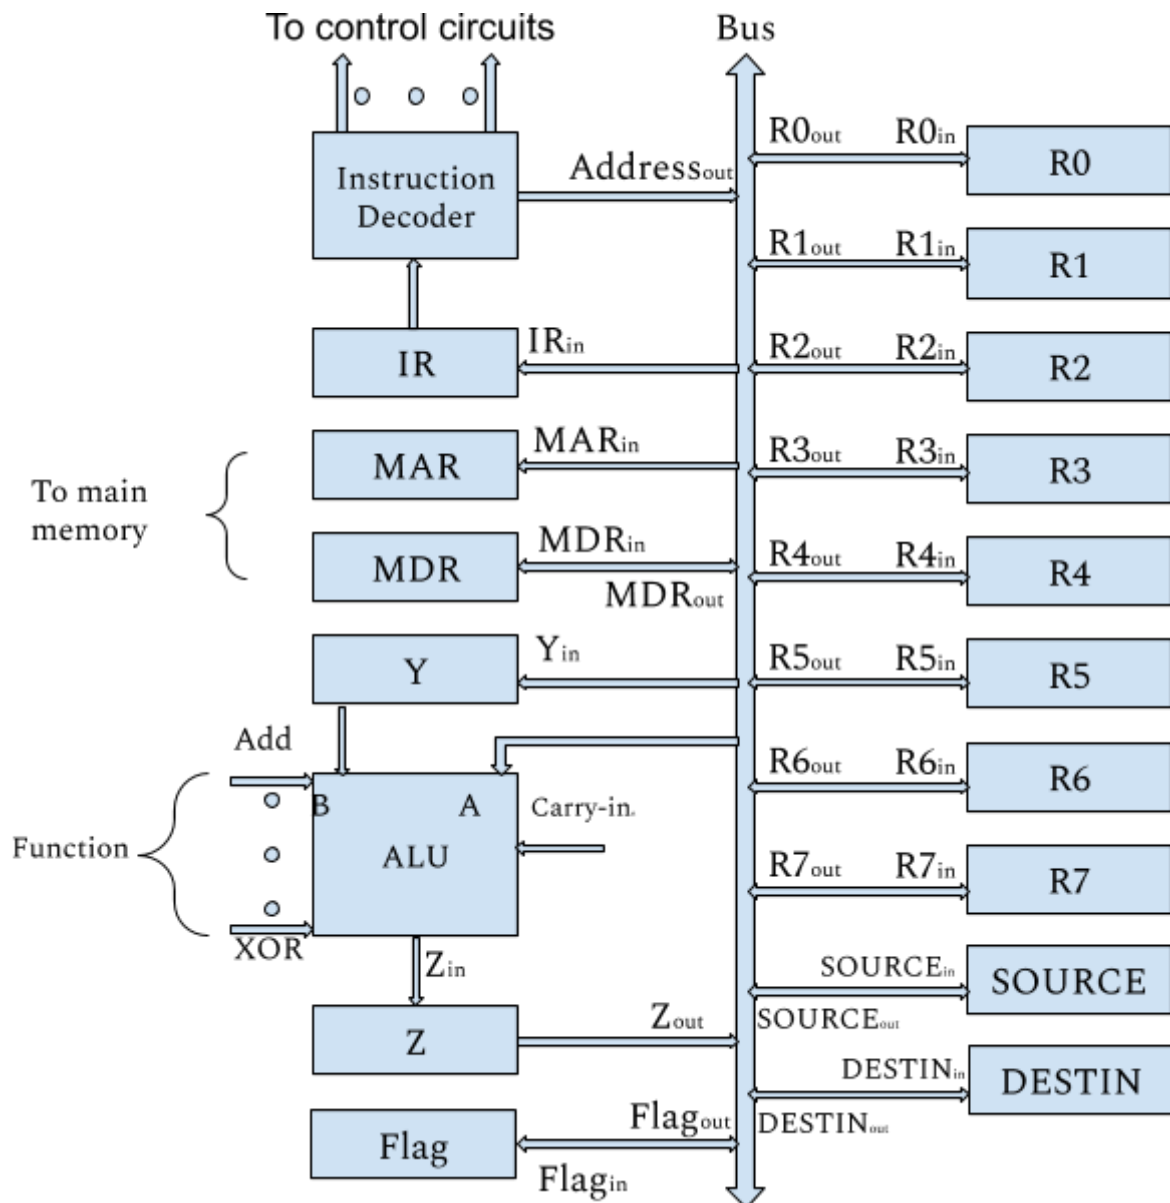 To control circuits
Bus
Instruction
Decoder
Addressout
R0out
R0in
R0
R1out
R1in
R1
IR
IRin
R2out
R2in
R2
To main
memory
MAR
MARin
R3out
R3in
R3
MDR
MDRin
MDRout
R4out
R4in
R4
Y
Yin
R5out
R5in
R5
Add
Function
XOR
B
A
ALU
Carry-in
R6out
R6in
R6
R7out
R7in
R7
Zin
Z
Zout
SOURCEin
SOURCEout
SOURCE
DESTINin
DESTINout
DESTIN
Flag
Flagout
Flagin